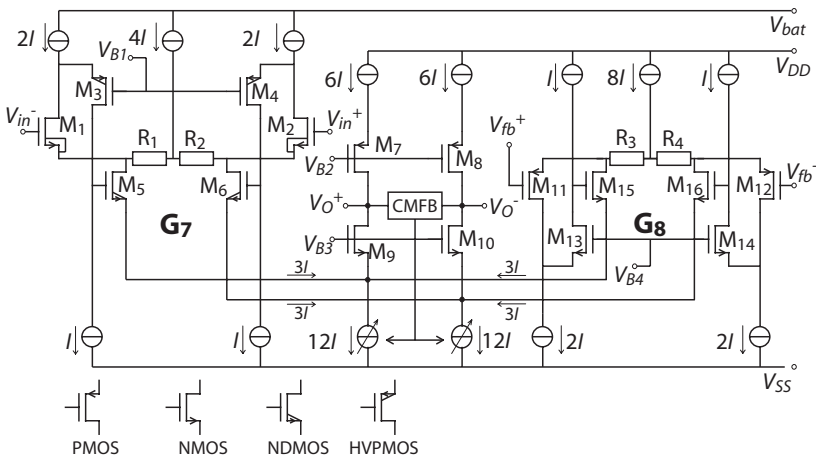 2I 4I 2I V_bat
V_B1 V_DD
M3 M4 6I 6I I 8I I
V_in^- M1 M2 V_in^+ V_fb^+
R1 R2 M7 M8 R3 R4
V_B2 V_fb^-
M5 M6 M11 M15 M16 M12
G7 V_O^+ CMFB V_O^- G8
V_B3 M9 M10 M13 M14
V_B4
3I 3I
3I 3I
I I 12I 12I 2I 2I
V_SS
PMOS NMOS NDMOS HVPMOS